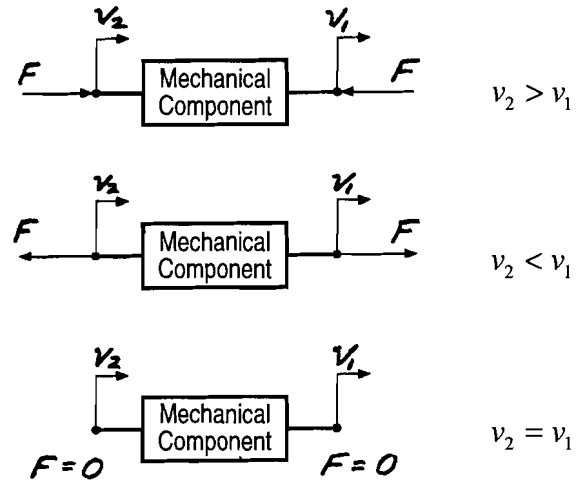 v₂ v₁
F Mechanical Component F v₂ > v₁
v₂ v₁
F Mechanical Component F v₂ < v₁
v₂ v₁
Mechanical Component v₂ = v₁
F = 0 F = 0